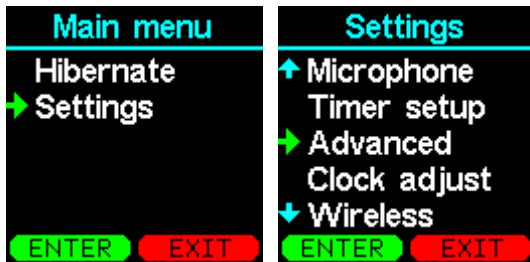 Main menu
Hibernate
Settings
ENTER EXIT
Settings
Microphone
Timer setup
Advanced
Clock adjust
Wireless
ENTER EXIT